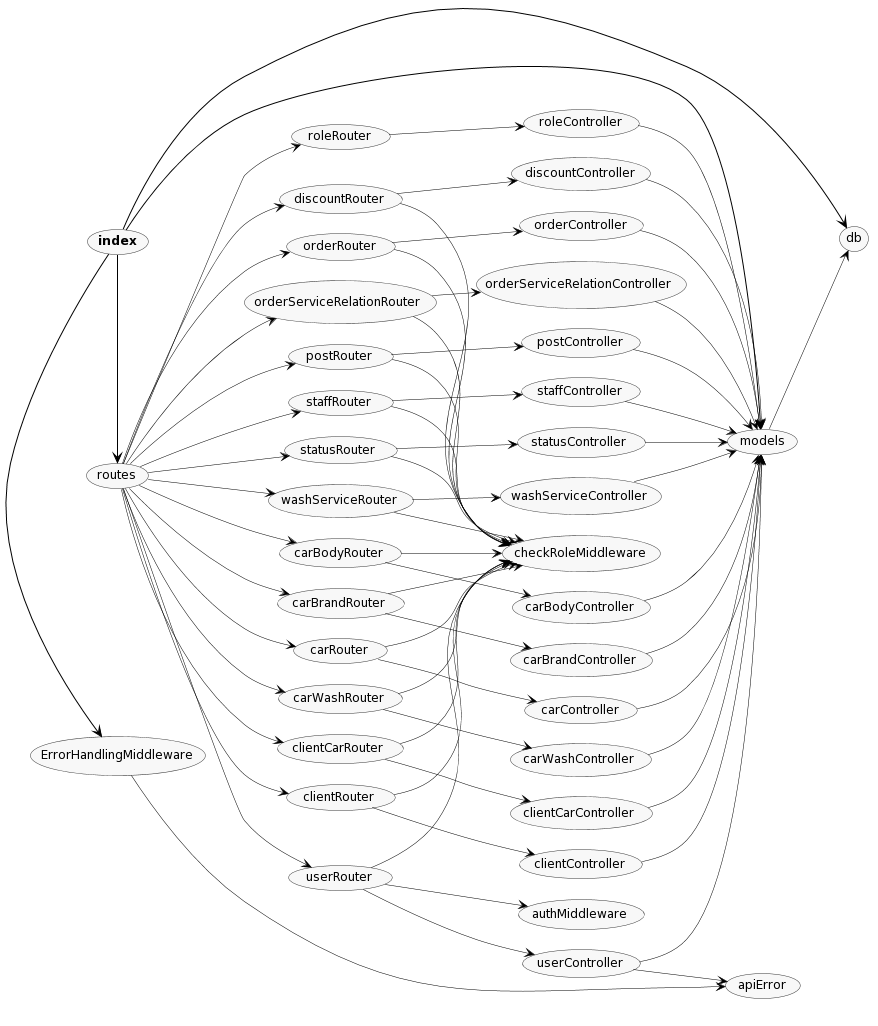 index
routes
ErrorHandlingMiddleware
roleRouter
discountRouter
orderRouter
orderServiceRelationRouter
postRouter
staffRouter
statusRouter
washServiceRouter
carBodyRouter
carBrandRouter
carRouter
carWashRouter
clientCarRouter
clientRouter
userRouter
roleController
discountController
orderController
orderServiceRelationController
postController
staffController
statusController
washServiceController
checkRoleMiddleware
carBodyController
carBrandController
carController
carWashController
clientCarController
clientController
authMiddleware
userController
models
apiError
db